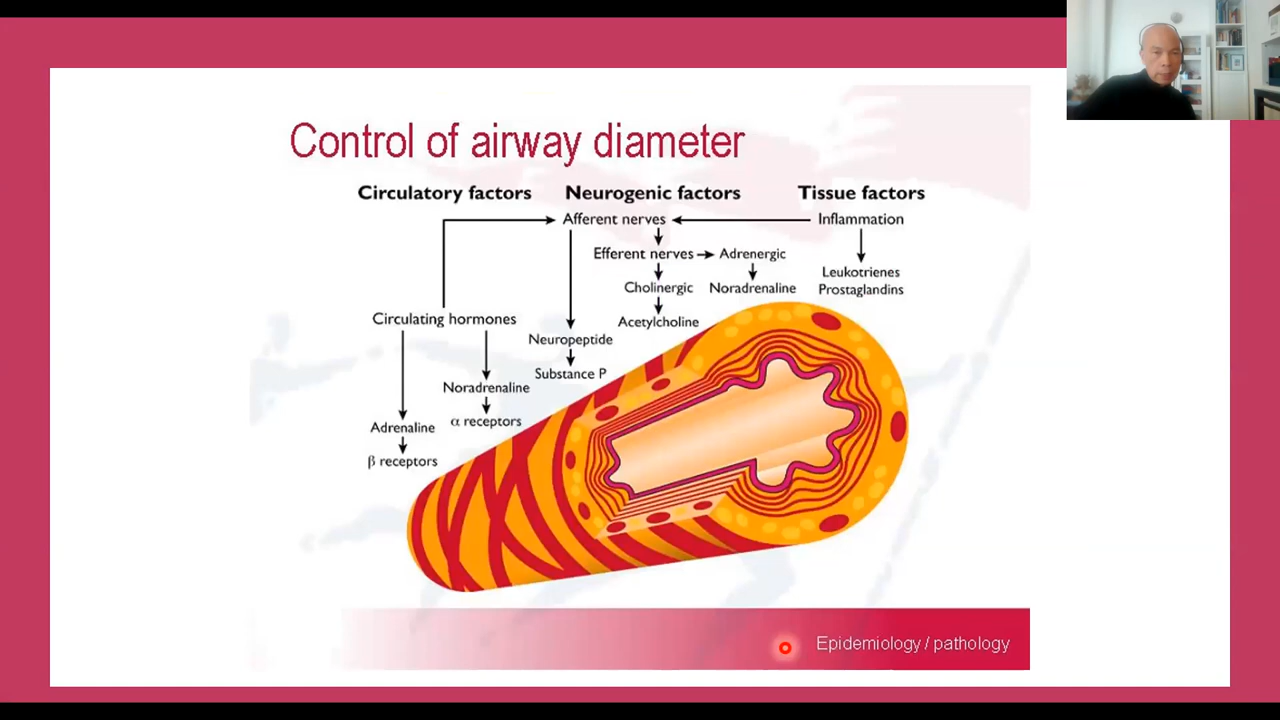 Control of airway diameter
Circulatory factors
Neurogenic factors
Tissue factors
Afferent nerves
Inflammation
Efferent nerves
Adrenergic
Leukotrienes
Prostaglandins
Cholinergic
Noradrenaline
Circulating hormones
Acetylcholine
Neuropeptide
Substance P
Noradrenaline
α receptors
Adrenaline
β receptors
Epidemiology / pathology